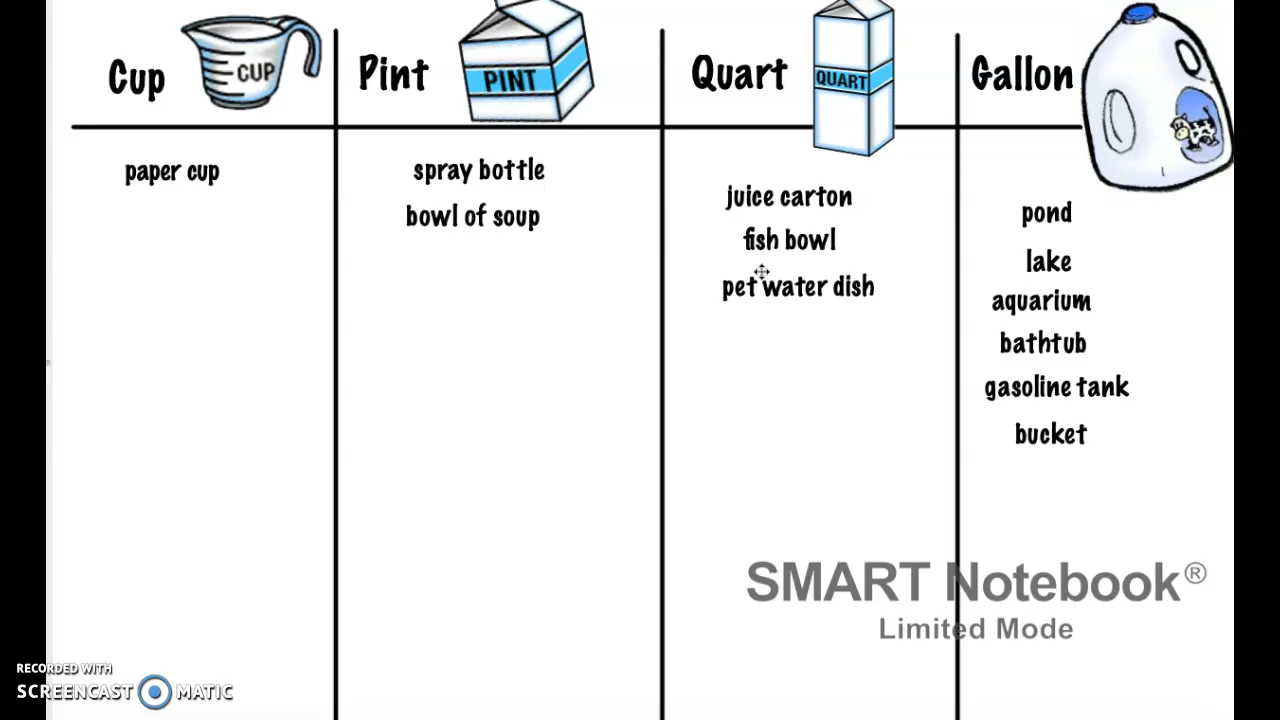 Cup
CUP
Pint
PINT
Quart
QUART
Gallon
paper cup
spray bottle
bowl of soup
juice carton
fish bowl
pet water dish
pond
lake
aquarium
bathtub
gasoline tank
bucket
SMART Notebook®
Limited Mode
RECORDED WITH
SCREENCAST MATIC